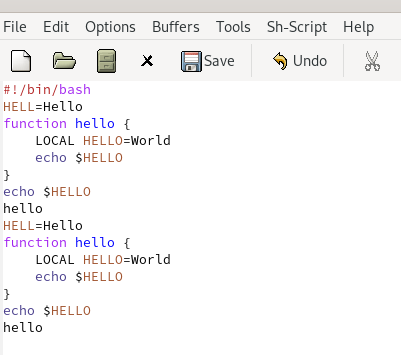 File Edit Options Buffers Tools Sh-Script Help
Save Undo
#!/bin/bash
HELL=Hello
function hello {
    LOCAL HELLO=World
    echo $HELLO
}
echo $HELLO
hello
HELL=Hello
function hello {
    LOCAL HELLO=World
    echo $HELLO
}
echo $HELLO
hello